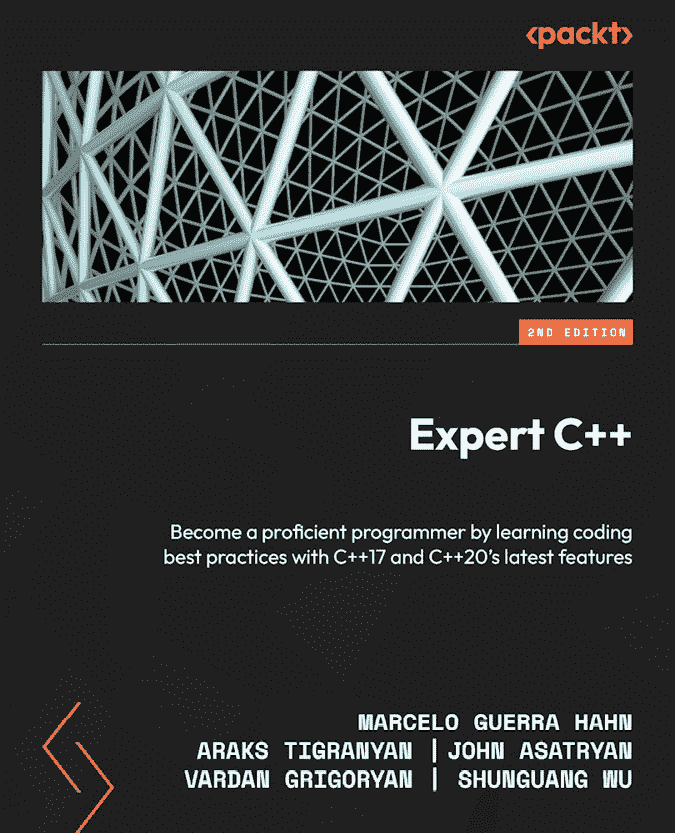 <packt>
2ND EDITION
Expert C++
Become a proficient programmer by learning coding
best practices with C++17 and C++20's latest features
MARCELO GUERRA HAHN
ARAKS TIGRANYAN | JOHN ASATRYAN
VARDAN GRIGORYAN | SHUNGUANG WU